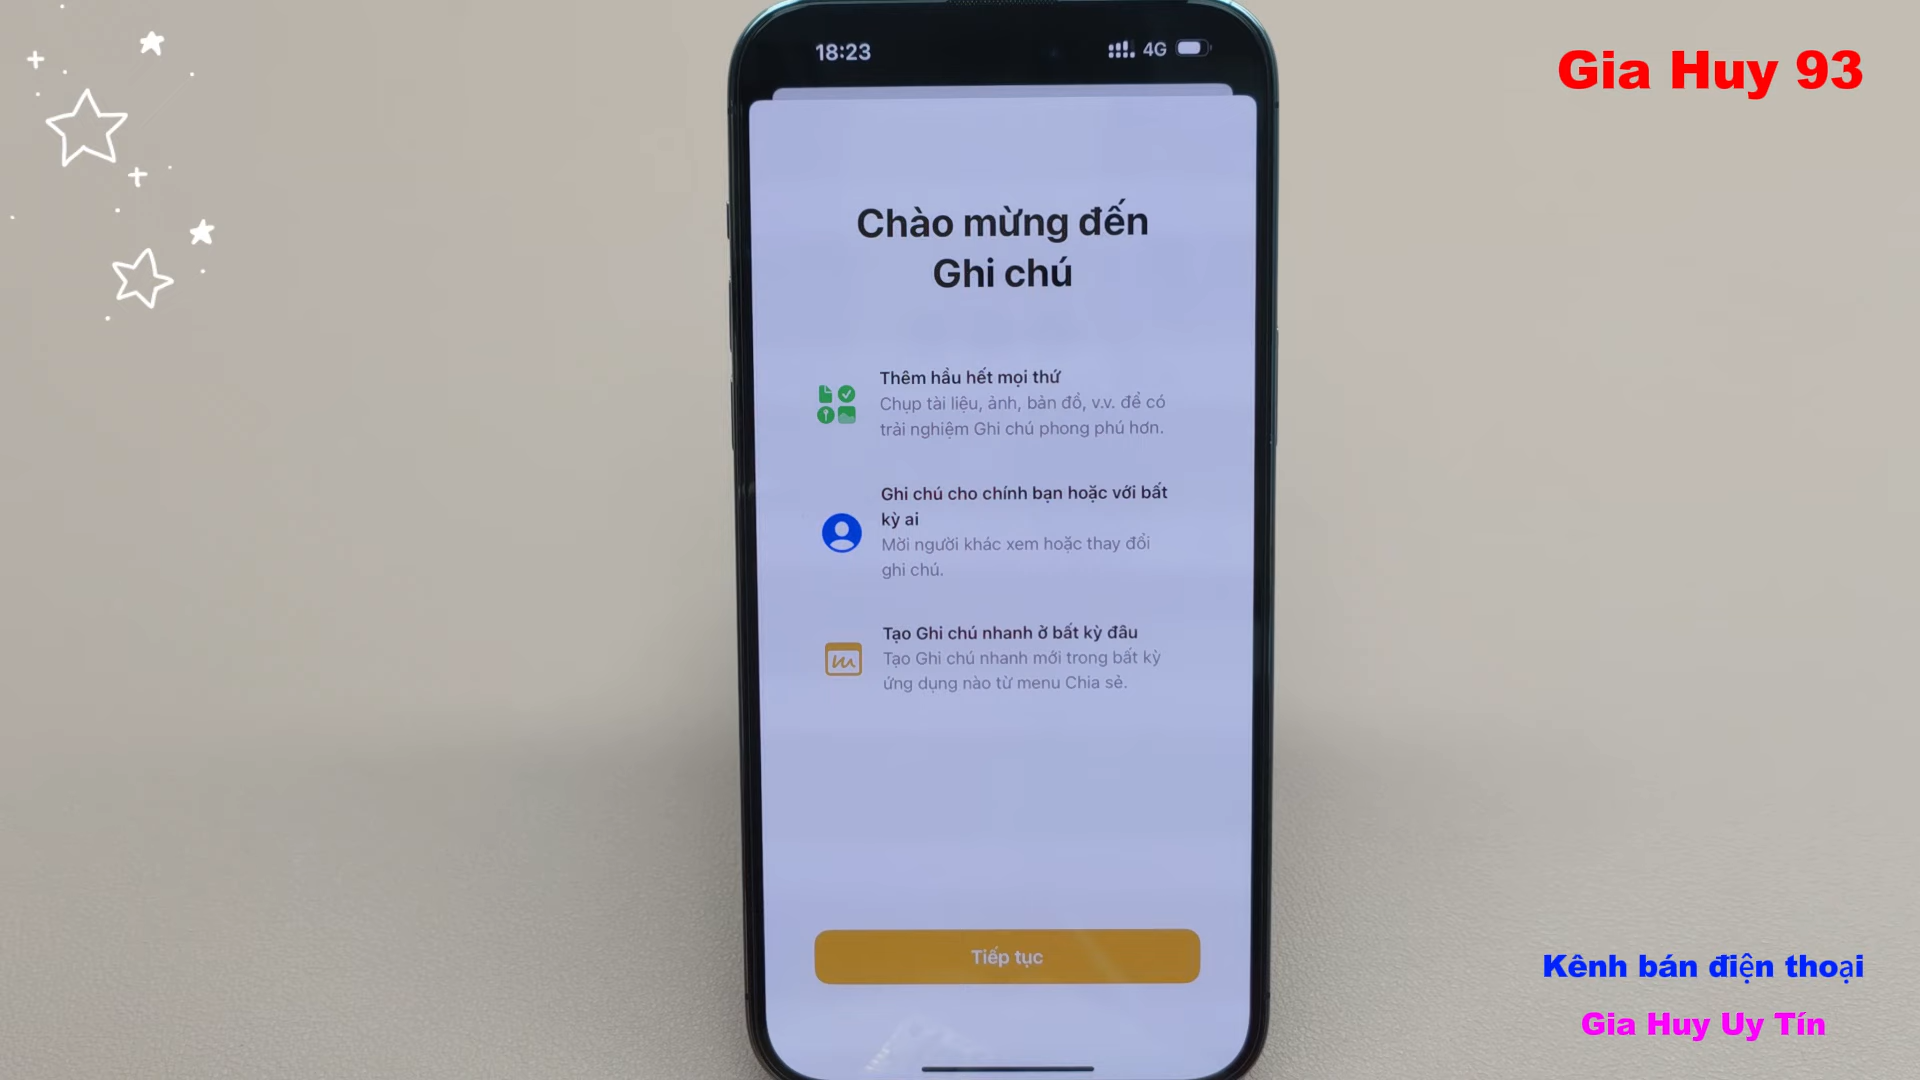 18:23
4G
Gia Huy 93
Chào mừng đến
Ghi chú
Thêm hầu hết mọi thứ
Chụp tài liệu, ảnh, bản đồ, v.v. để có
trải nghiệm Ghi chú phong phú hơn.
Ghi chú cho chính bạn hoặc với bất
kỳ ai
Mời người khác xem hoặc thay đổi
ghi chú.
Tạo Ghi chú nhanh ở bất kỳ đâu
Tạo Ghi chú nhanh mới trong bất kỳ
ứng dụng nào từ menu Chia sẻ.
Tiếp tục
Kênh bán điện thoại
Gia Huy Uy Tín